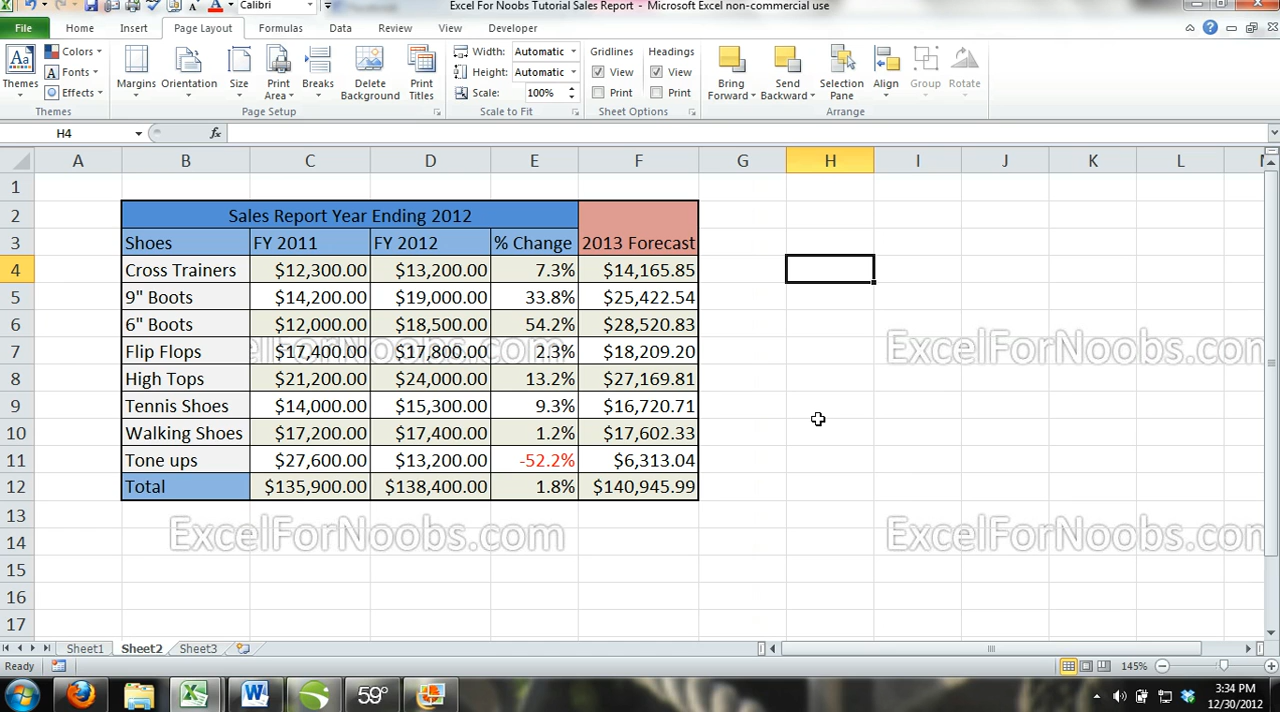 Calibri
Excel For Noobs Tutorial Sales Report - Microsoft Excel non-commercial use
File Home Insert Page Layout Formulas Data Review View Developer
Colors Width: Automatic Gridlines Headings
Fonts Height: Automatic View View
Themes Effects Margins Orientation Size Print Area Breaks Delete Background Print Titles Scale: 100% Print Print Bring Forward Send Backward Selection Pane Align Group Rotate
Themes Page Setup Scale to Fit Sheet Options Arrange
H4 fx
A B C D E F G H I J K L
1
2 Sales Report Year Ending 2012
3 Shoes FY 2011 FY 2012 % Change 2013 Forecast
4 Cross Trainers $12,300.00 $13,200.00 7.3% $14,165.85
5 9" Boots $14,200.00 $19,000.00 33.8% $25,422.54
6 6" Boots $12,000.00 $18,500.00 54.2% $28,520.83
7 Flip Flops $17,400.00 $17,800.00 2.3% $18,209.20
ExcelForNoobs.com ExcelForNoobs.com
8 High Tops $21,200.00 $24,000.00 13.2% $27,169.81
9 Tennis Shoes $14,000.00 $15,300.00 9.3% $16,720.71
10 Walking Shoes $17,200.00 $17,400.00 1.2% $17,602.33
11 Tone ups $27,600.00 $13,200.00 -52.2% $6,313.04
12 Total $135,900.00 $138,400.00 1.8% $140,945.99
13
14 ExcelForNoobs.com ExcelForNoobs.com
15
16
17
Sheet1 Sheet2 Sheet3
Ready 145%
59° 3:34 PM
12/30/2012